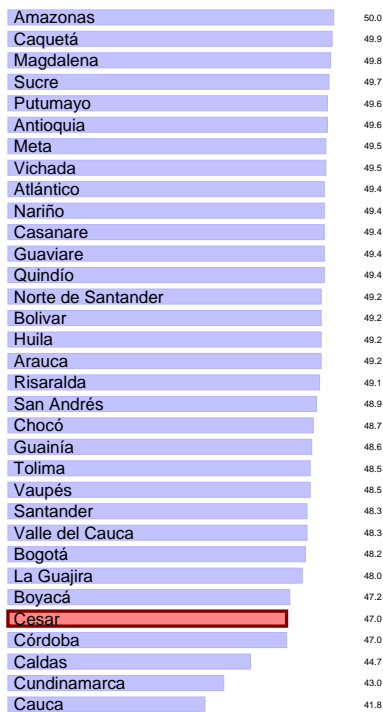 Amazonas 50.0
Caquetá 49.9
Magdalena 49.8
Sucre 49.7
Putumayo 49.6
Antioquia 49.6
Meta 49.5
Vichada 49.5
Atlántico 49.4
Nariño 49.4
Casanare 49.4
Guaviare 49.4
Quindío 49.4
Norte de Santander 49.2
Bolivar 49.2
Huila 49.2
Arauca 49.2
Risaralda 49.1
San Andrés 48.9
Chocó 48.7
Guainía 48.6
Tolima 48.5
Vaupés 48.5
Santander 48.3
Valle del Cauca 48.3
Bogotá 48.2
La Guajira 48.0
Boyacá 47.2
Cesar 47.0
Córdoba 47.0
Caldas 44.7
Cundinamarca 43.0
Cauca 41.8